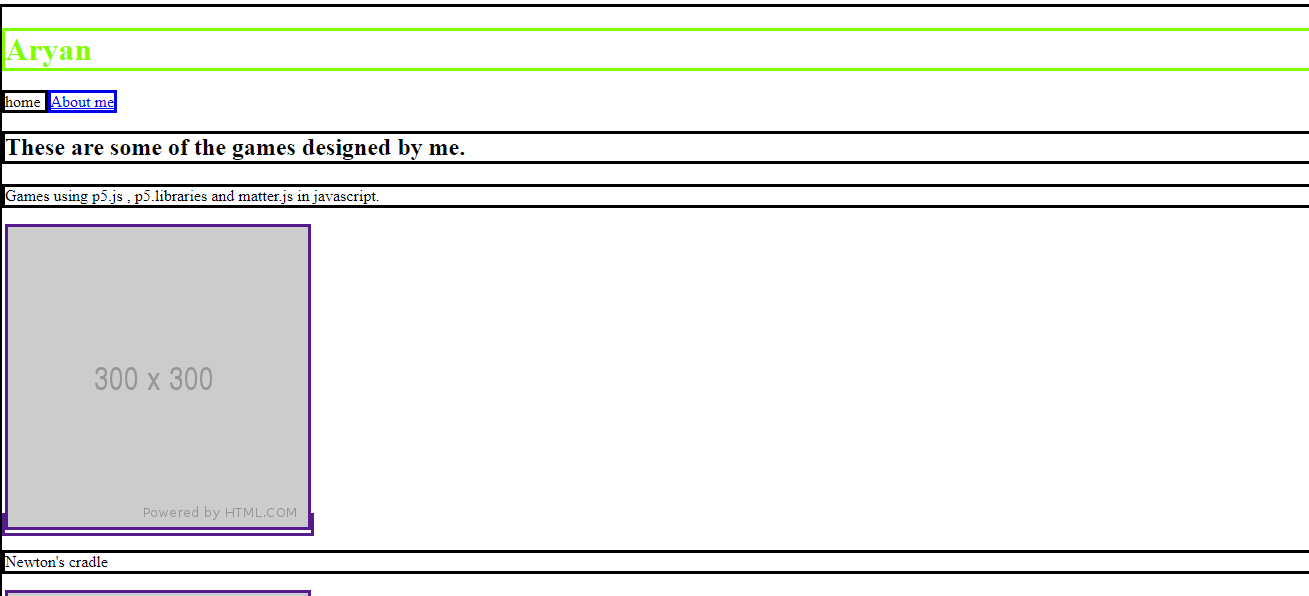 Aryan
home About me
These are some of the games designed by me.
Games using p5.js , p5.libraries and matter.js in javascript.
300 x 300
Powered by HTML.COM
Newton's cradle